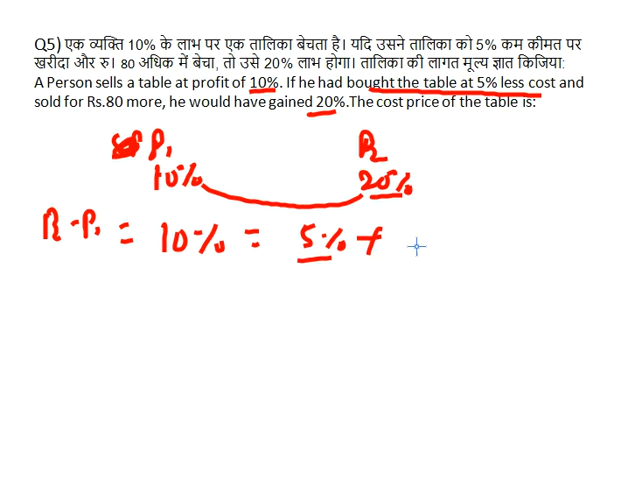 Q5) एक व्यक्ति 10% के लाभ पर एक तालिका बेचता है। यदि उसने तालिका को 5% कम कीमत पर
खरीदा और रु। 80 अधिक में बेचा, तो उसे 20% लाभ होगा। तालिका की लागत मूल्य ज्ञात किजिया:
A Person sells a table at profit of 10%. If he had bought the table at 5% less cost and
sold for Rs.80 more, he would have gained 20%.The cost price of the table is:
P₁ P₂
10% 20%
P₂ - P₁ = 10% = 5% +